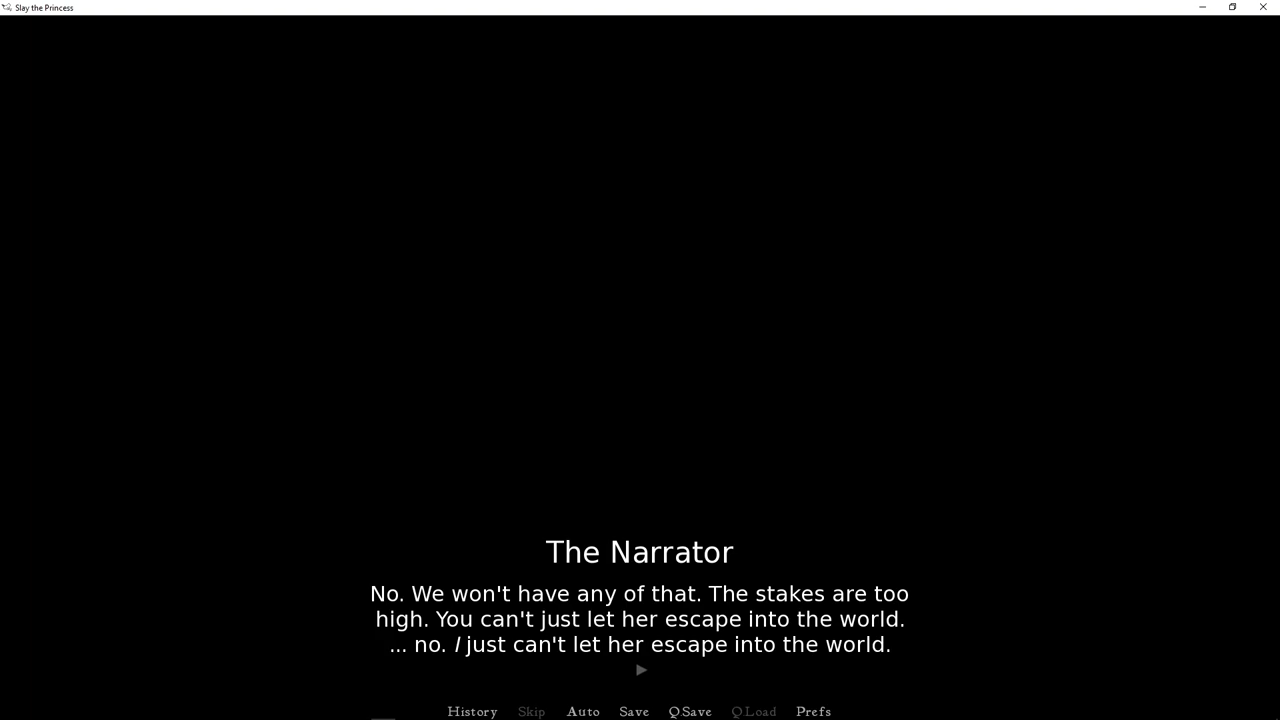 Slay the Princess
The Narrator
No. We won't have any of that. The stakes are too
high. You can't just let her escape into the world.
... no. I just can't let her escape into the world.
History Skip Auto Save Q.Save Q.Load Prefs